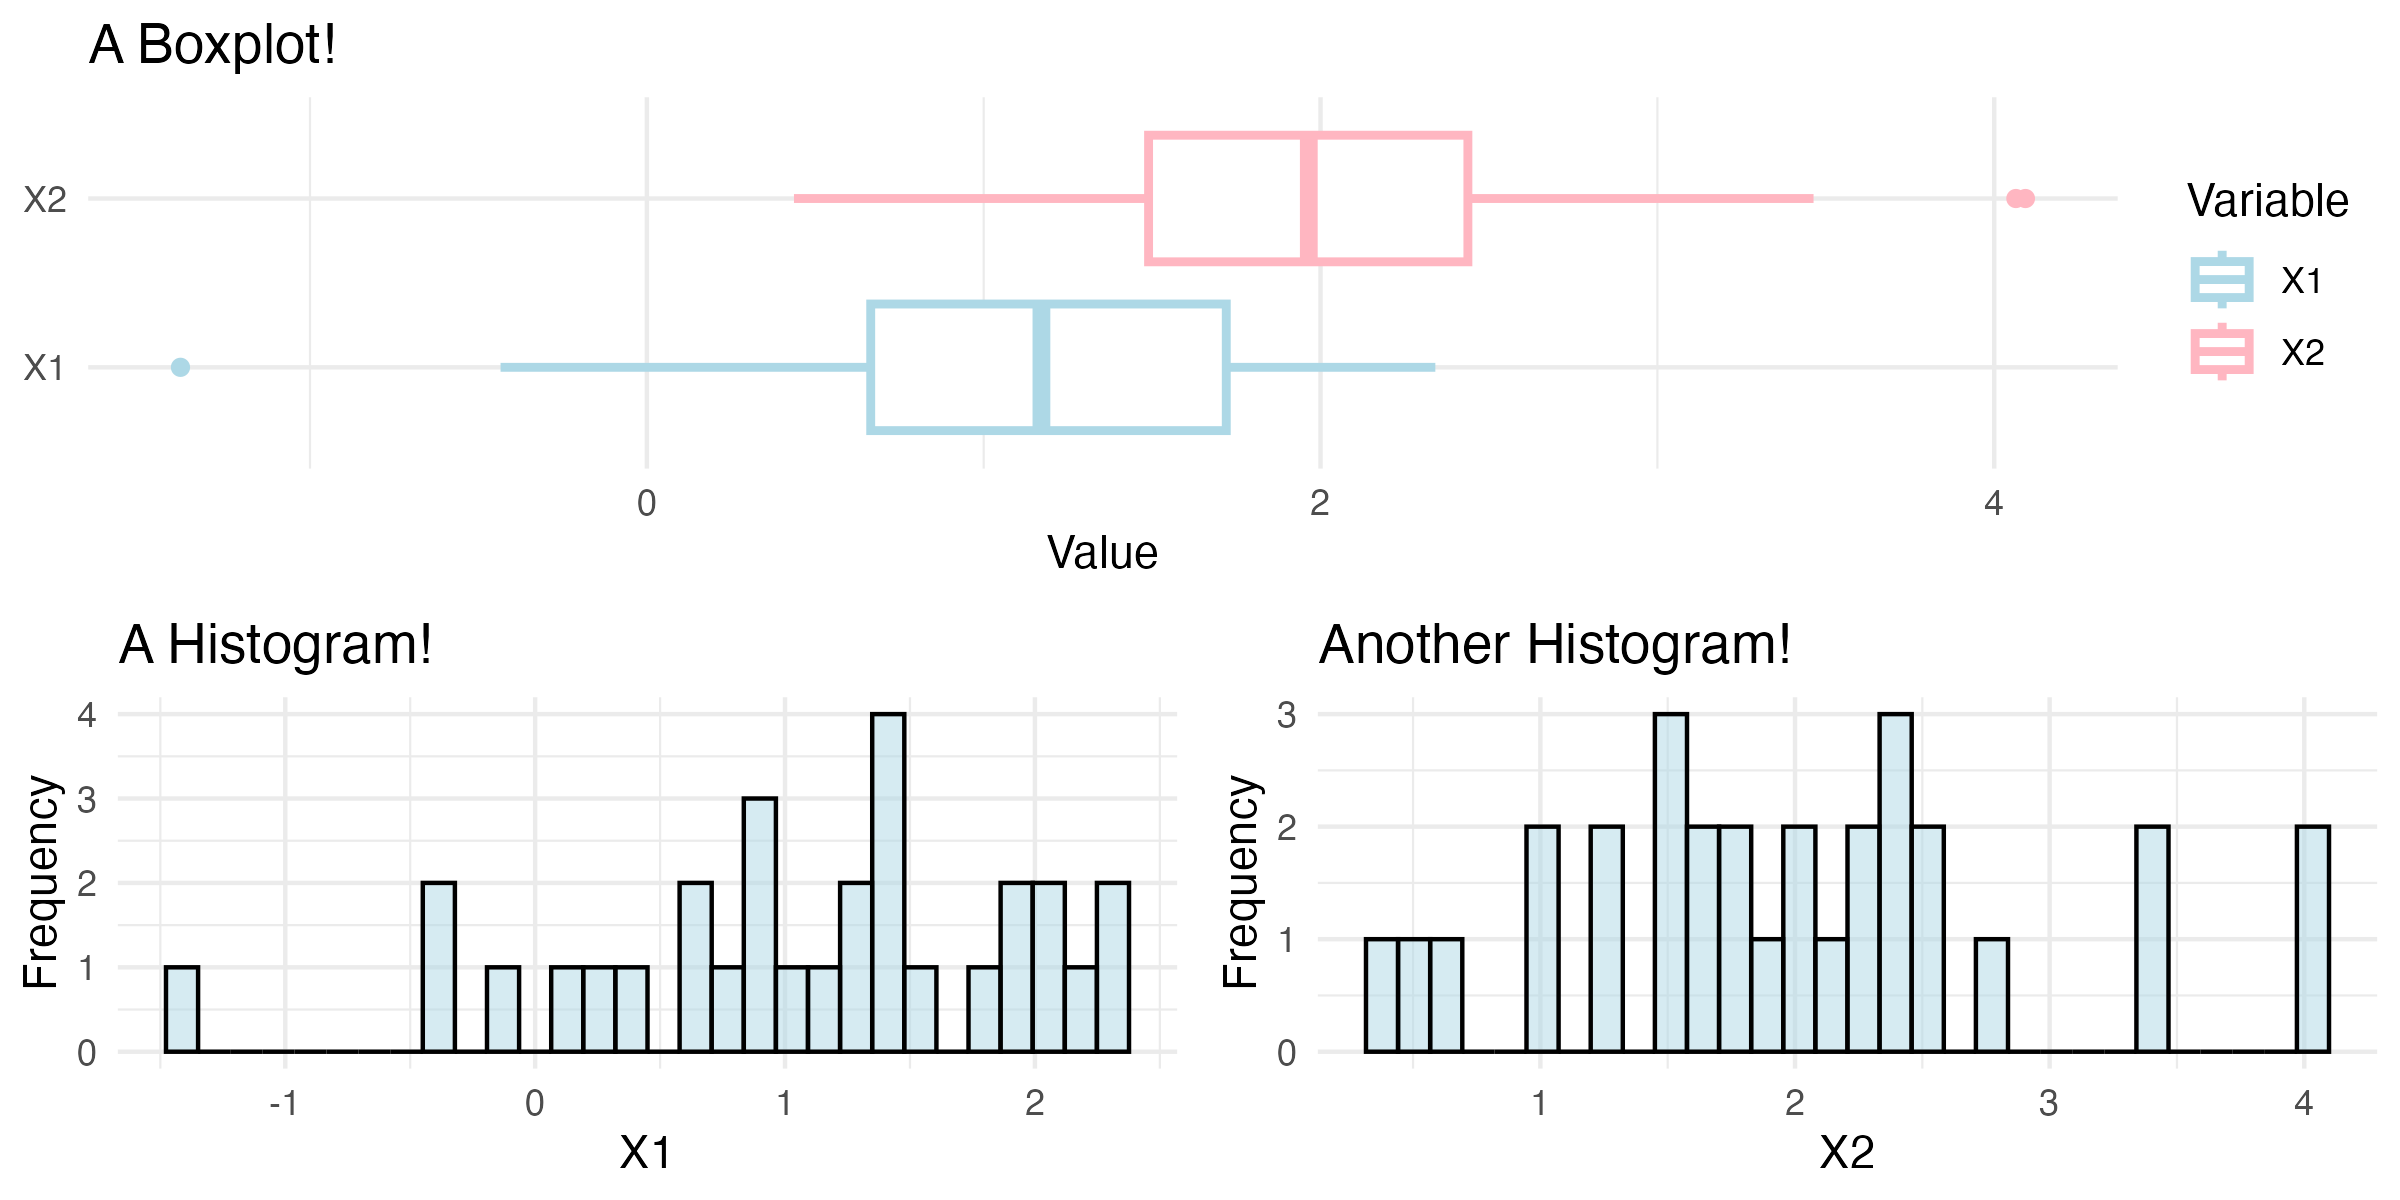 A Boxplot!
X2
X1
0 2 4
Value
Variable
X1
X2
A Histogram!
Frequency
4
3
2
1
0
-1 0 1 2
X1
Another Histogram!
Frequency
3
2
1
0
1 2 3 4
X2